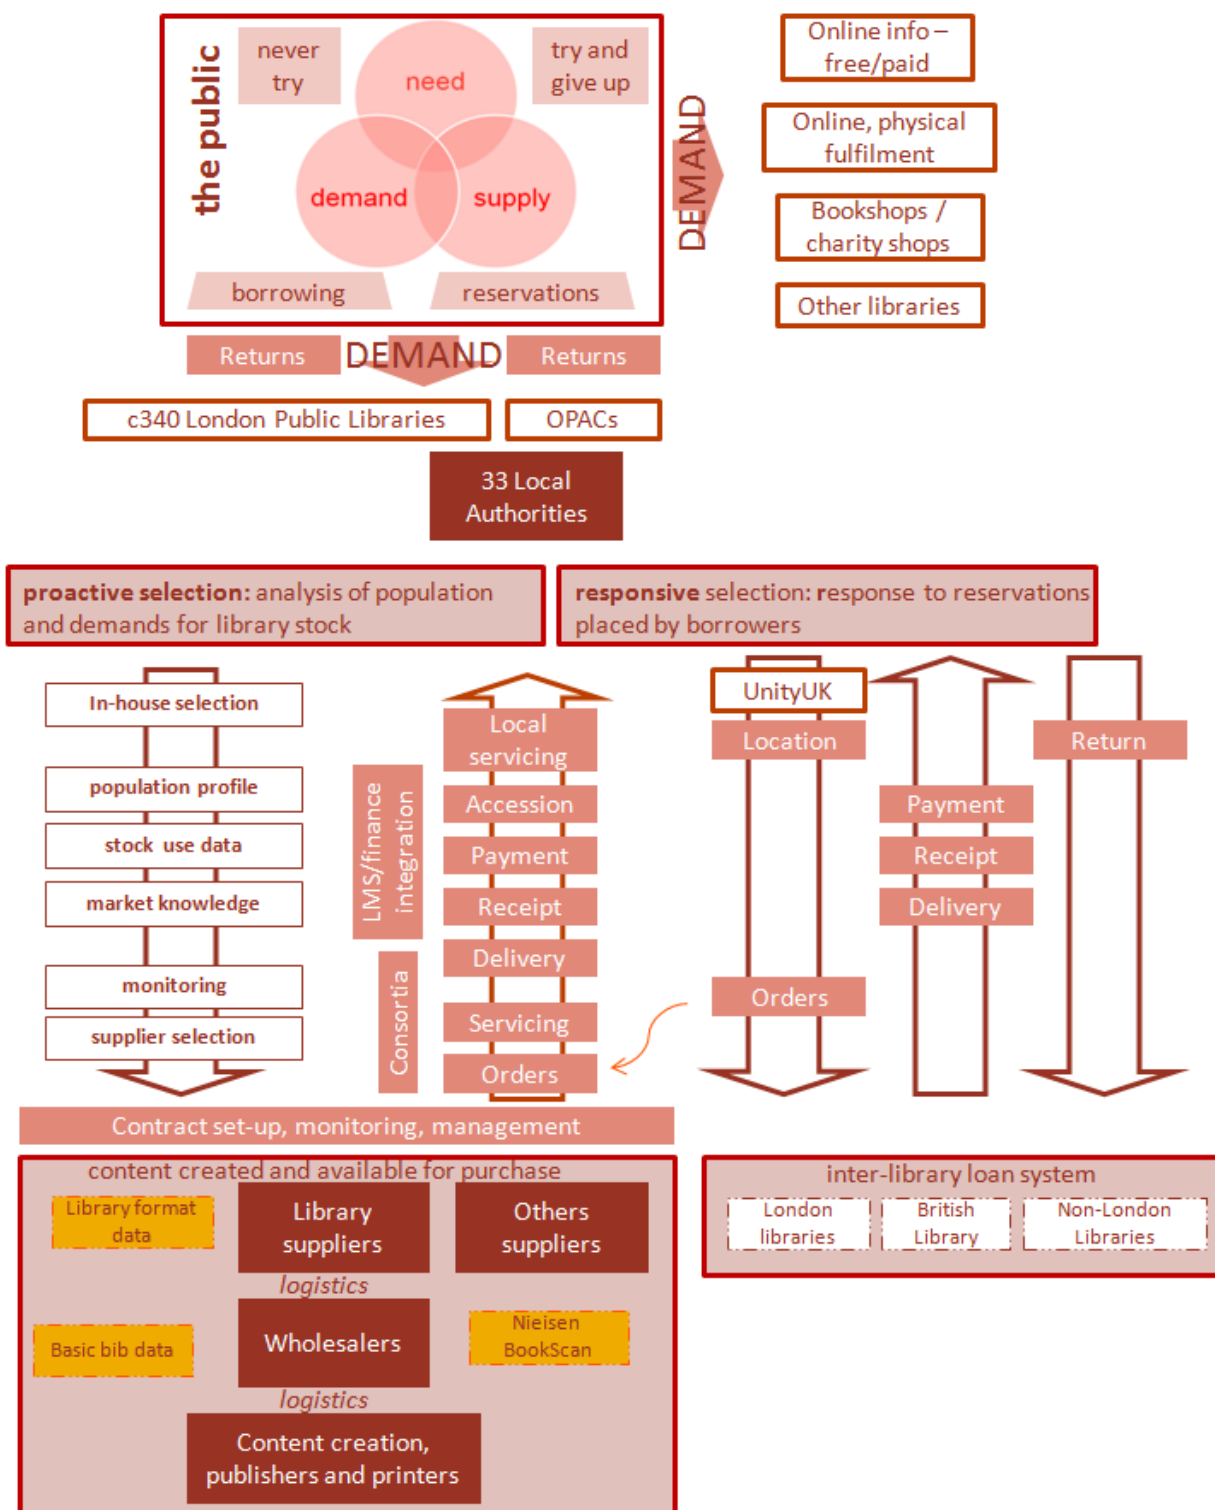 the public
never
try
need
try and
give up
demand
supply
borrowing
reservations
DEMAND
Online info –
free/paid
Online, physical
fulfilment
Bookshops /
charity shops
Other libraries
Returns
DEMAND
Returns
c340 London Public Libraries
OPACs
33 Local
Authorities
proactive selection: analysis of population
and demands for library stock
responsive selection: response to reservations
placed by borrowers
In-house selection
population profile
stock use data
market knowledge
monitoring
supplier selection
LMS/finance
integration
Consortia
Local
servicing
Accession
Payment
Receipt
Delivery
Servicing
Orders
UnityUK
Location
Orders
Payment
Receipt
Delivery
Return
Contract set-up, monitoring, management
content created and available for purchase
Library format
data
Library
suppliers
Others
suppliers
logistics
Basic bib data
Wholesalers
Nieisen
BookScan
logistics
Content creation,
publishers and printers
inter-library loan system
London
libraries
British
Library
Non-London
Libraries